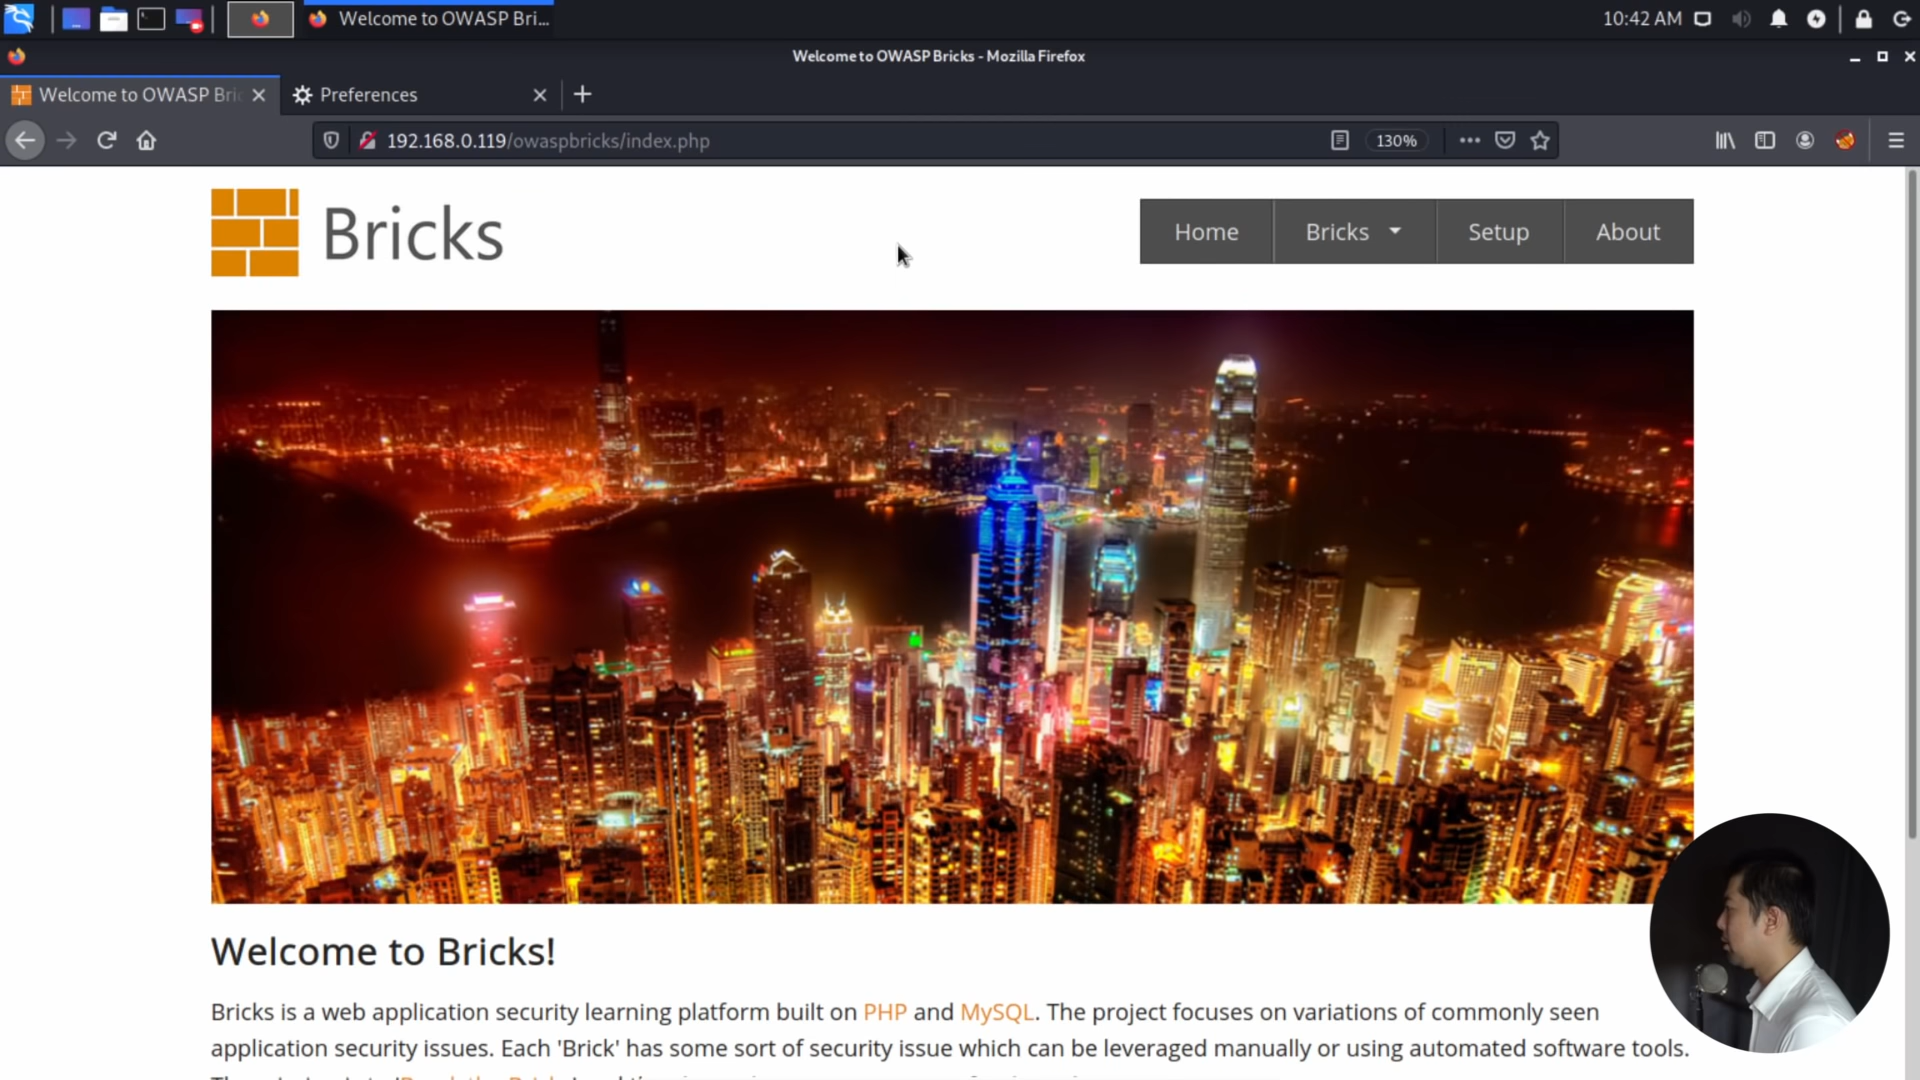 Welcome to OWASP Bri...
10:42 AM
Welcome to OWASP Bricks - Mozilla Firefox
Welcome to OWASP Bric
Preferences
192.168.0.119/owaspbricks/index.php
130%
Bricks
Home
Bricks
Setup
About
Welcome to Bricks!
Bricks is a web application security learning platform built on PHP and MySQL. The project focuses on variations of commonly seen
application security issues. Each 'Brick' has some sort of security issue which can be leveraged manually or using automated software tools.